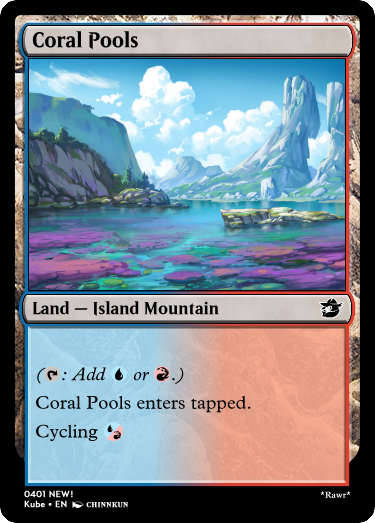 Coral Pools
Land — Island Mountain
(: Add or .)
Coral Pools enters tapped.
Cycling
0401 NEW!
Kube • EN CHINNKUN
*Rawr*